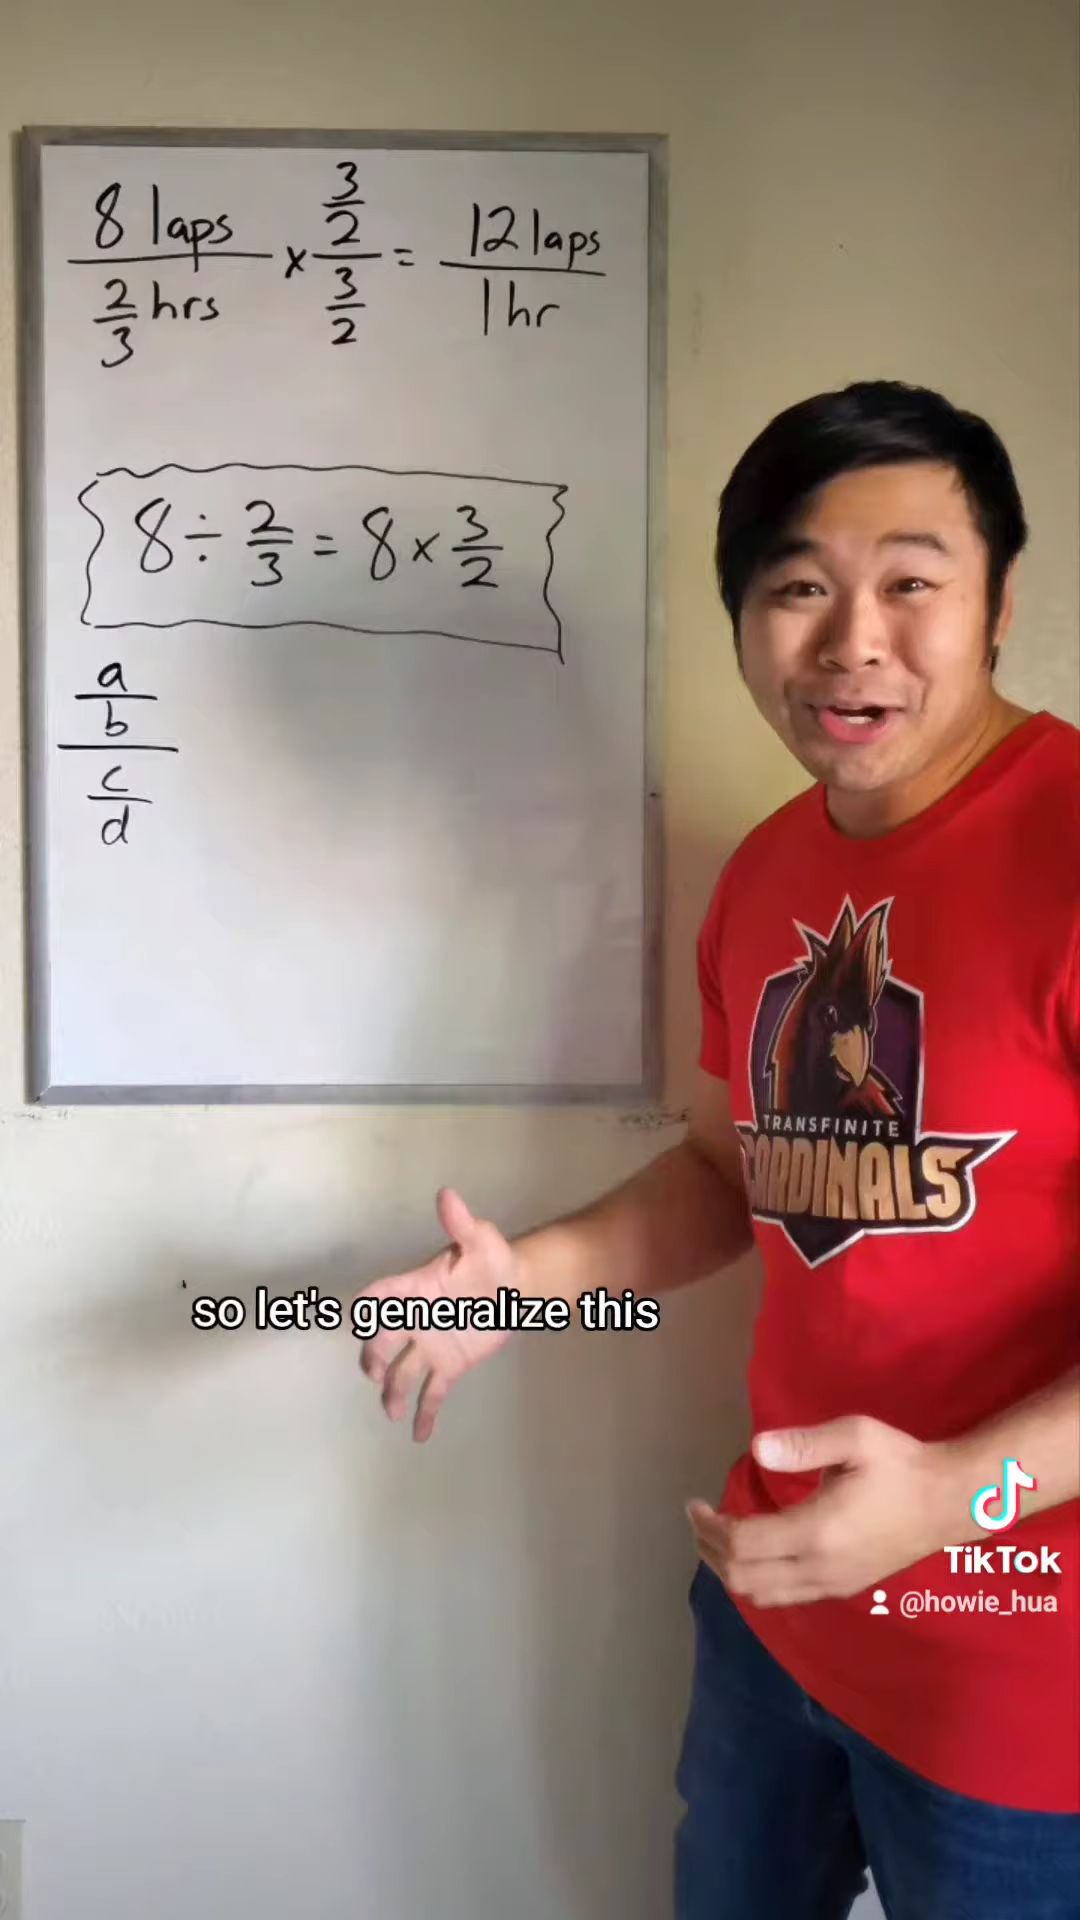 8 laps / 2/3 hrs × 3/2 / 3/2 = 12 laps / 1 hr
8 ÷ 2/3 = 8 × 3/2
a/b
c/d
TRANSFINITE
CARDINALS
so let's generalize this
TikTok
@howie_hua